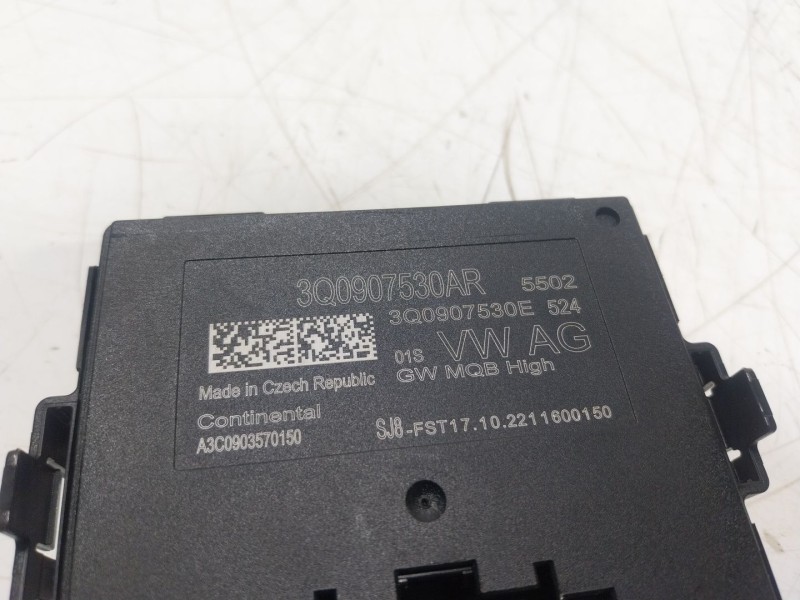 3Q0907530AR 5502
3Q0907530E 524
01S VW AG
GW MQB High
Made in Czech Republic
Continental
A3C0903570150 SJ8-FST17.10.2211600150